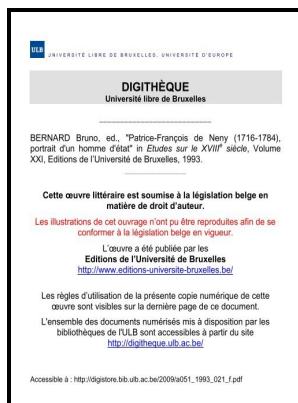 ULB
UNIVERSITÉ LIBRE DE BRUXELLES, UNIVERSITÉ D'EUROPE
DIGITHÈQUE
Université libre de Bruxelles
BERNARD Bruno, ed., "Patrice-François de Neny (1716-1784),
portrait d'un homme d'état" in Etudes sur le XVIIIe siècle, Volume
XXI, Editions de l'Université de Bruxelles, 1993.
Cette œuvre littéraire est soumise à la législation belge en
matière de droit d'auteur.
Les illustrations de cet ouvrage n'ont pu être reproduites afin de se
conformer à la législation belge en vigueur.
L'œuvre a été publiée par les
Editions de l'Université de Bruxelles
http://www.editions-universite-bruxelles.be/
Les règles d'utilisation de la présente copie numérique de cette
œuvre sont visibles sur la dernière page de ce document.
L'ensemble des documents numérisés mis à disposition par les
bibliothèques de l'ULB sont accessibles à partir du site
http://digitheque.ulb.ac.be/
Accessible à : http://digistore.bib.ulb.ac.be/2009/a051_1993_021_f.pdf